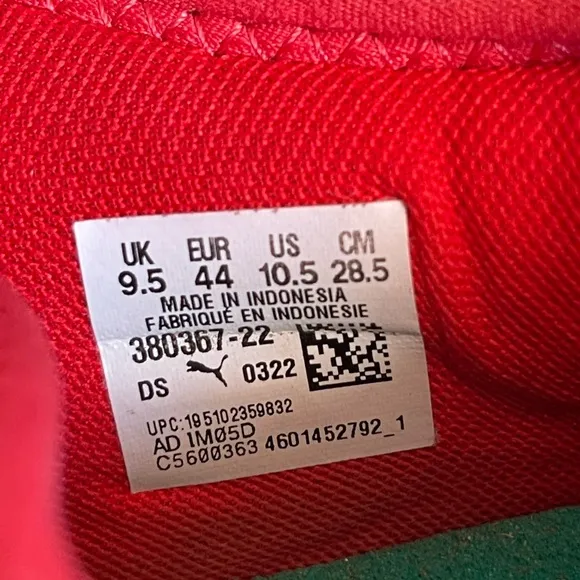 UK EUR US CM
9.5 44 10.5 28.5
MADE IN INDONESIA
FABRIQUÉ EN INDONESIE
380367-22
DS 0322
UPC:195102359832
AD 1MØ5D
C5600363 4601452792_1